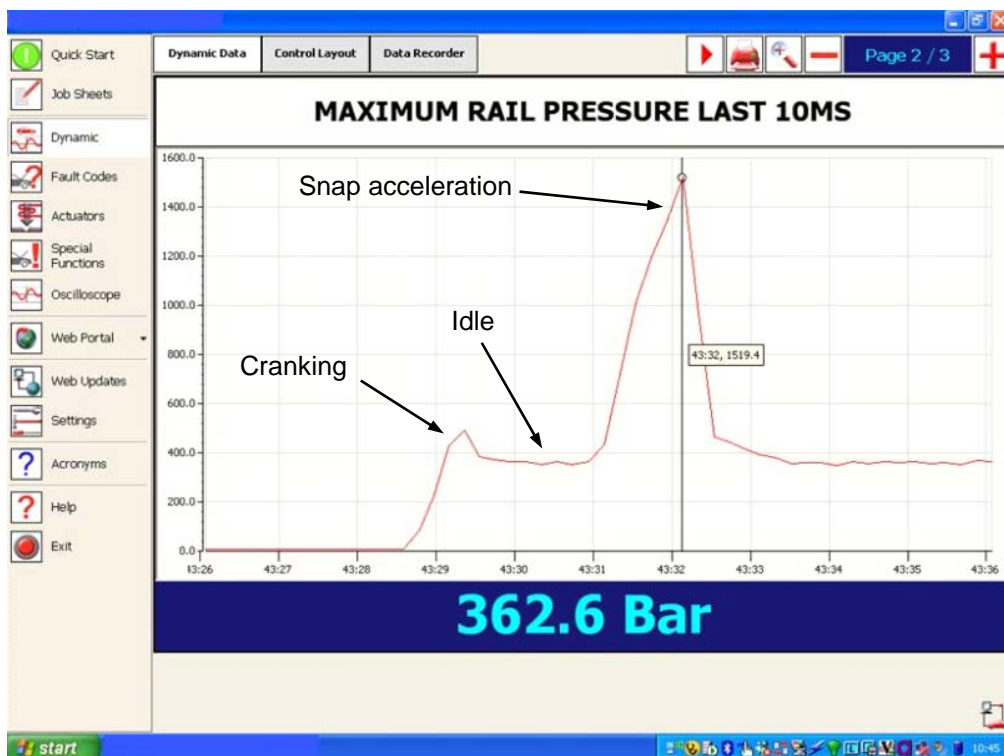 Quick Start
Dynamic Data
Control Layout
Data Recorder
Page 2 / 3
Job Sheets
Dynamic
Fault Codes
Actuators
Special
Functions
Oscilloscope
Web Portal
Web Updates
Settings
Acronyms
Help
Exit
MAXIMUM RAIL PRESSURE LAST 10MS
1600.0
1400.0
1200.0
1000.0
800.0
600.0
400.0
200.0
0.0
Snap acceleration
Idle
Cranking
43:32, 1519.4
43:26
43:27
43:28
43:29
43:30
43:31
43:32
43:33
43:34
43:35
43:36
362.6 Bar
start
10:45